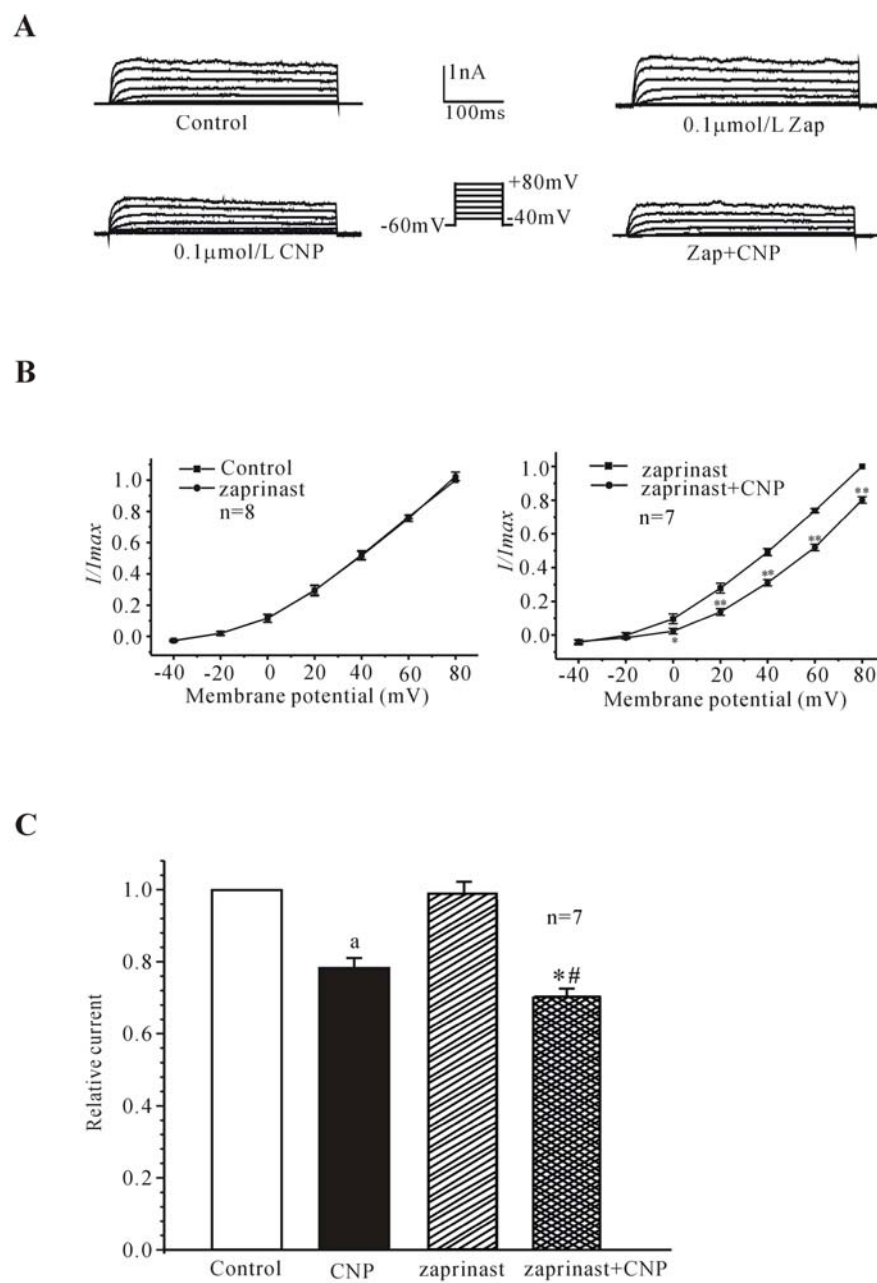 A
1nA
100ms
Control
0.1μmol/L Zap
+80mV
-60mV
-40mV
0.1μmol/L CNP
Zap+CNP
B
Control
zaprinast
n=8
1.0
0.8
0.6
0.4
0.2
0.0
I/Imax
-40 -20 0 20 40 60 80
Membrane potential (mV)
zaprinast
zaprinast+CNP
n=7
1.0
0.8
0.6
0.4
0.2
0.0
I/Imax
**
**
**
**
*
-40 -20 0 20 40 60 80
Membrane potential (mV)
C
1.0
0.8
0.6
0.4
0.2
0.0
Relative current
a
n=7
*#
Control CNP zaprinast zaprinast+CNP